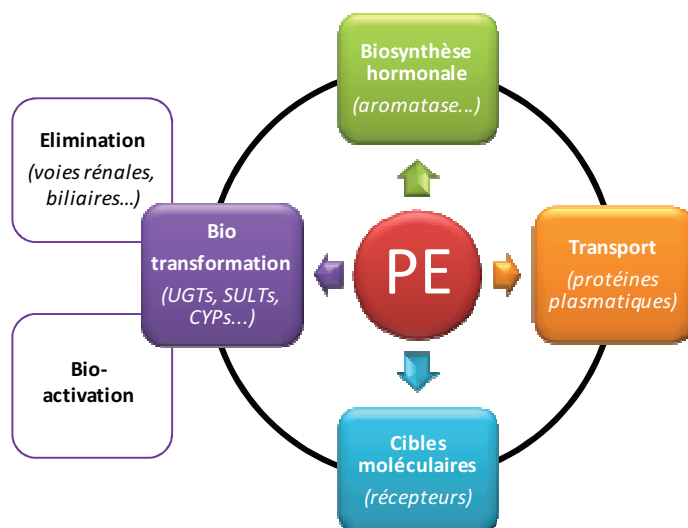 Biosynthèse
hormonale
(aromatase...)
Elimination
(voies rénales,
biliaires...)
Bio
transformation
(UGTs, SULTs,
CYPs...)
PE
Transport
(protéines
plasmatiques)
Bio-
activation
Cibles
moléculaires
(récepteurs)